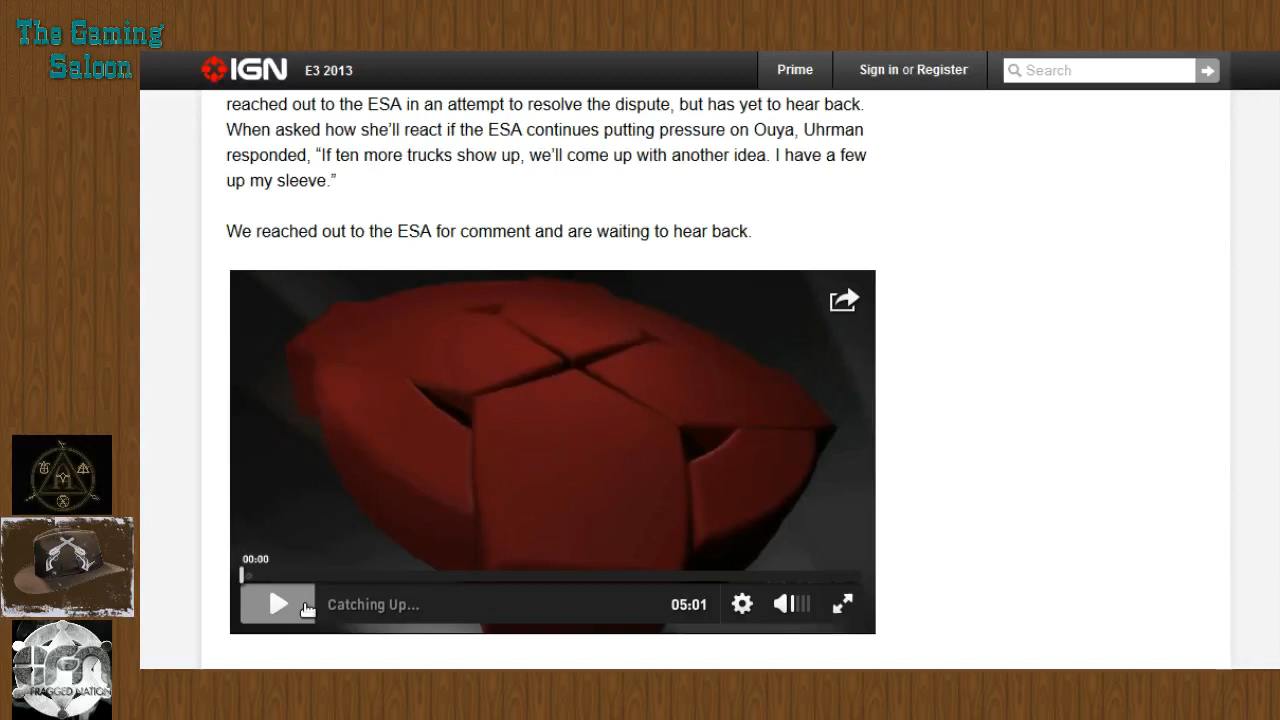 The Gaming
Saloon
IGN E3 2013 Prime Sign in or Register Search
reached out to the ESA in an attempt to resolve the dispute, but has yet to hear back.
When asked how she’ll react if the ESA continues putting pressure on Ouya, Uhrman
responded, “If ten more trucks show up, we’ll come up with another idea. I have a few
up my sleeve.”
We reached out to the ESA for comment and are waiting to hear back.
00:00
Catching Up... 05:01
FRAGGED NATION